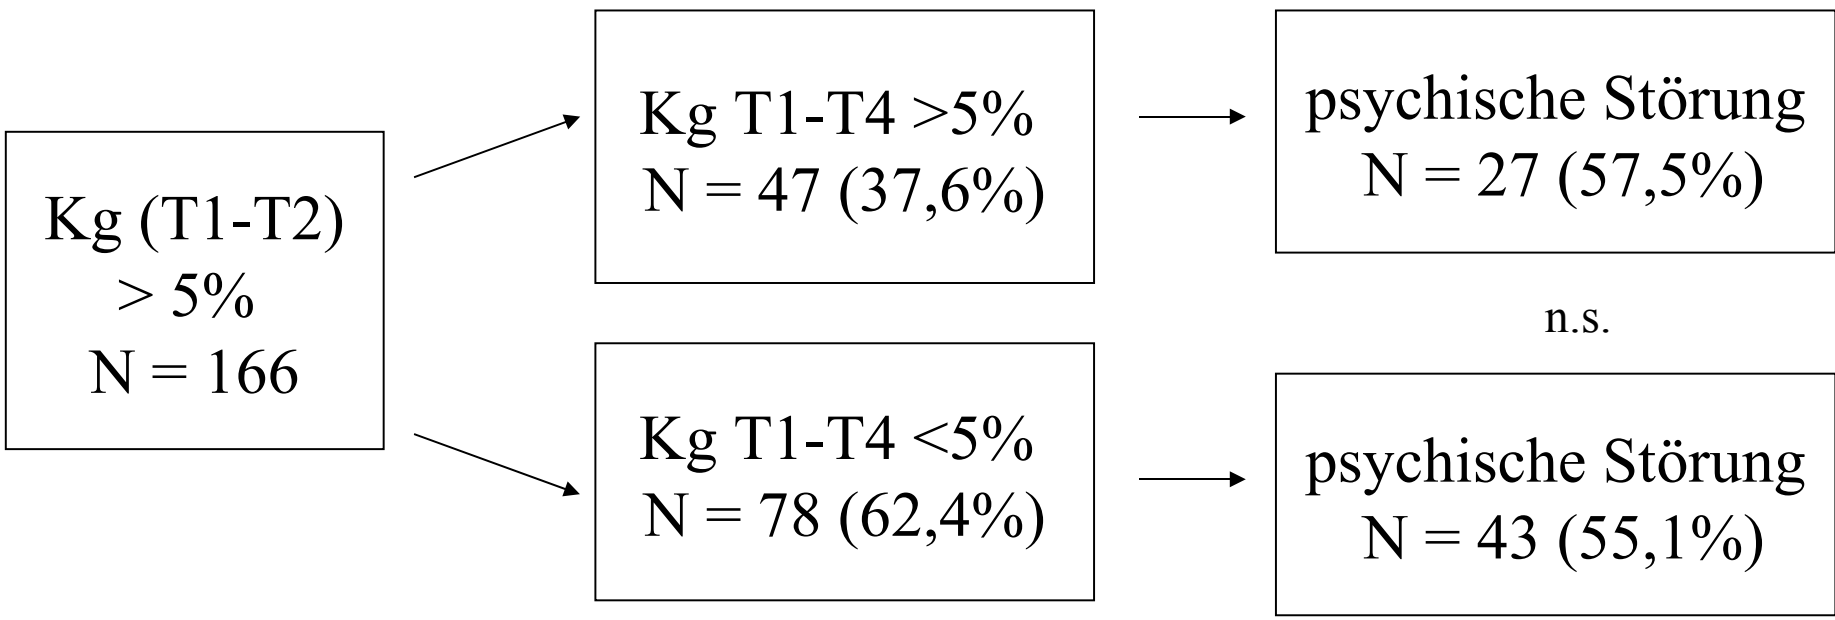 Kg (T1-T2)
> 5%
N = 166
Kg T1-T4 >5%
N = 47 (37,6%)
psychische Störung
N = 27 (57,5%)
n.s.
Kg T1-T4 <5%
N = 78 (62,4%)
psychische Störung
N = 43 (55,1%)